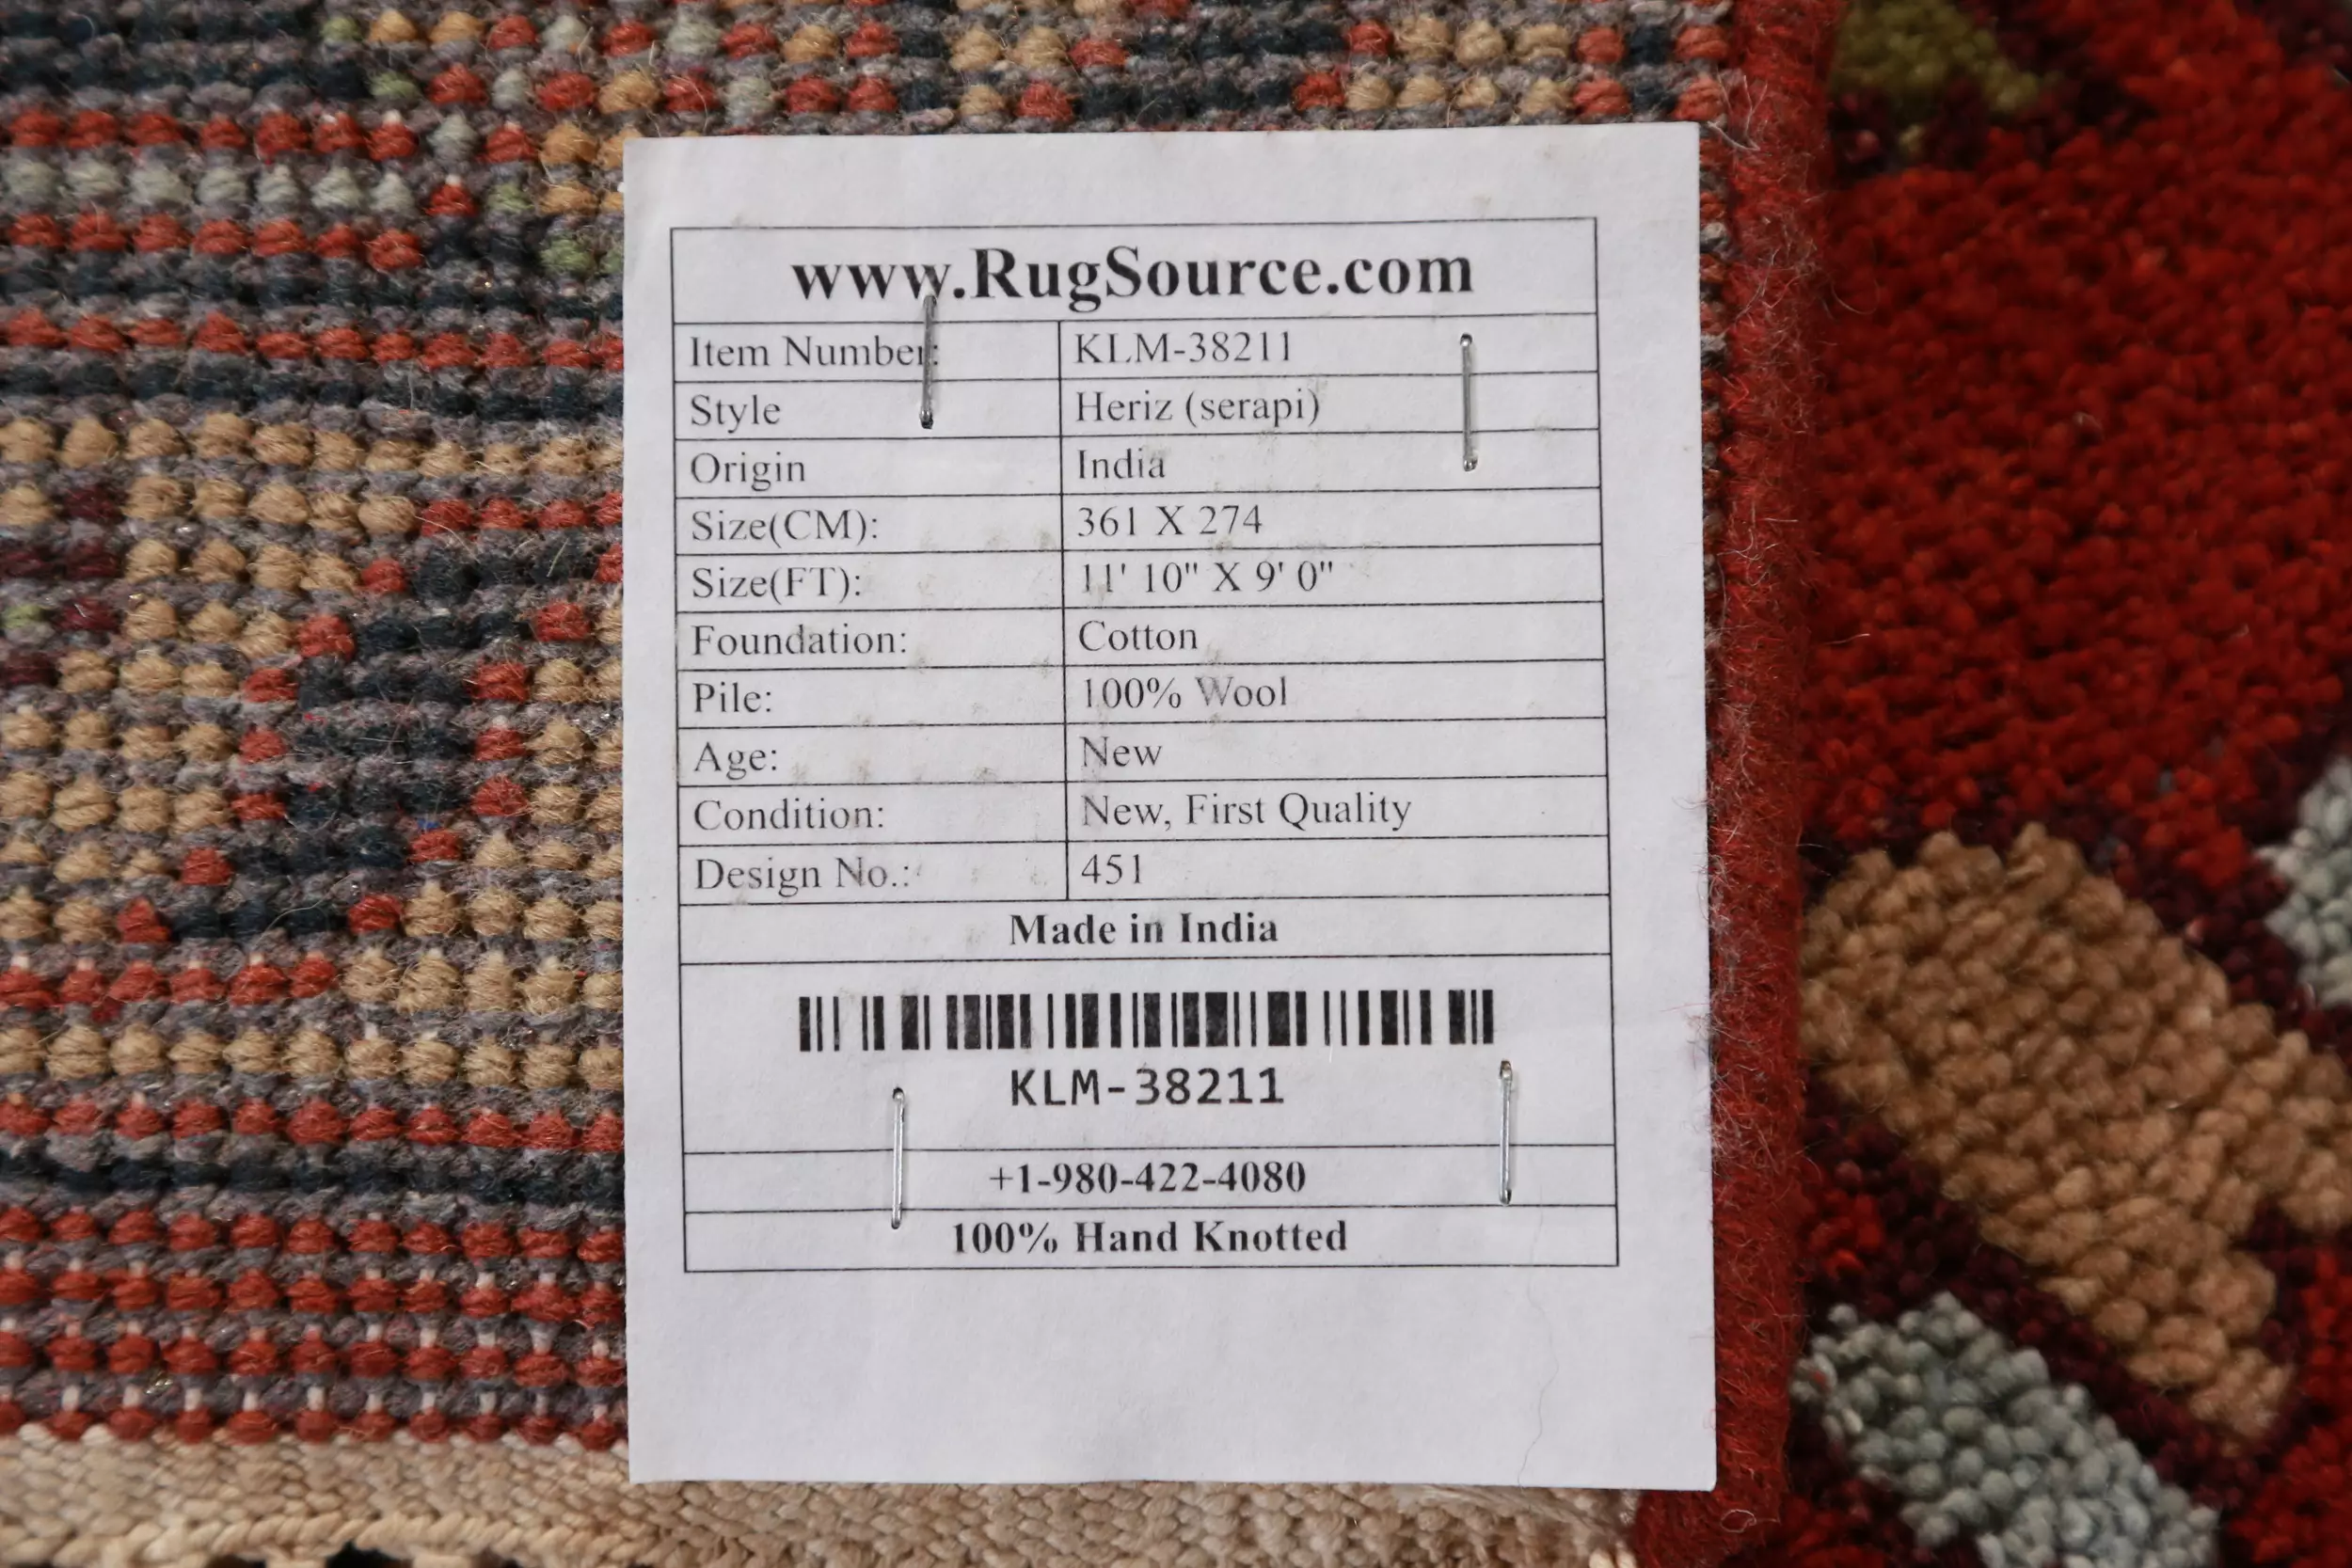 www.RugSource.com
Item Number: KLM-38211
Style Heriz (serapi)
Origin India
Size(CM): 361 X 274
Size(FT): 11' 10" X 9' 0"
Foundation: Cotton
Pile: 100% Wool
Age: New
Condition: New, First Quality
Design No.: 451
Made in India
KLM-38211
+1-980-422-4080
100% Hand Knotted